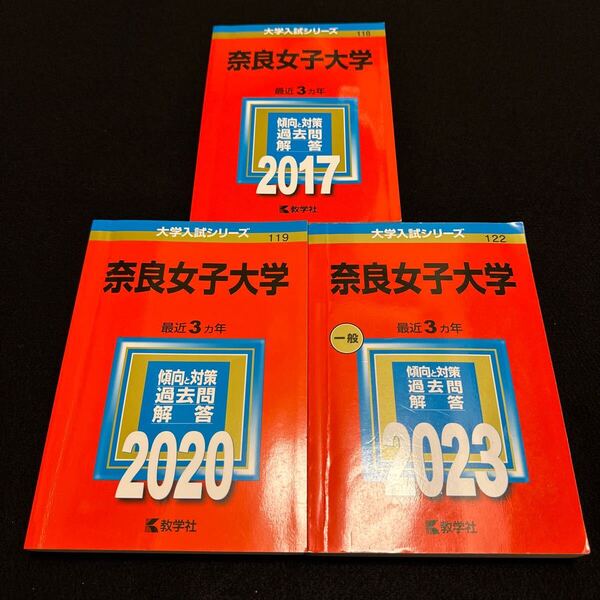 大学入試シリーズ
118
奈良女子大学
最近3ヵ年
傾向と対策
過去問
解答
2017
教学社
大学入試シリーズ
119
奈良女子大学
最近3ヵ年
傾向と対策
過去問
解答
2020
教学社
大学入試シリーズ
122
奈良女子大学
最近3ヵ年
一般
傾向と対策
過去問
解答
2023
教学社